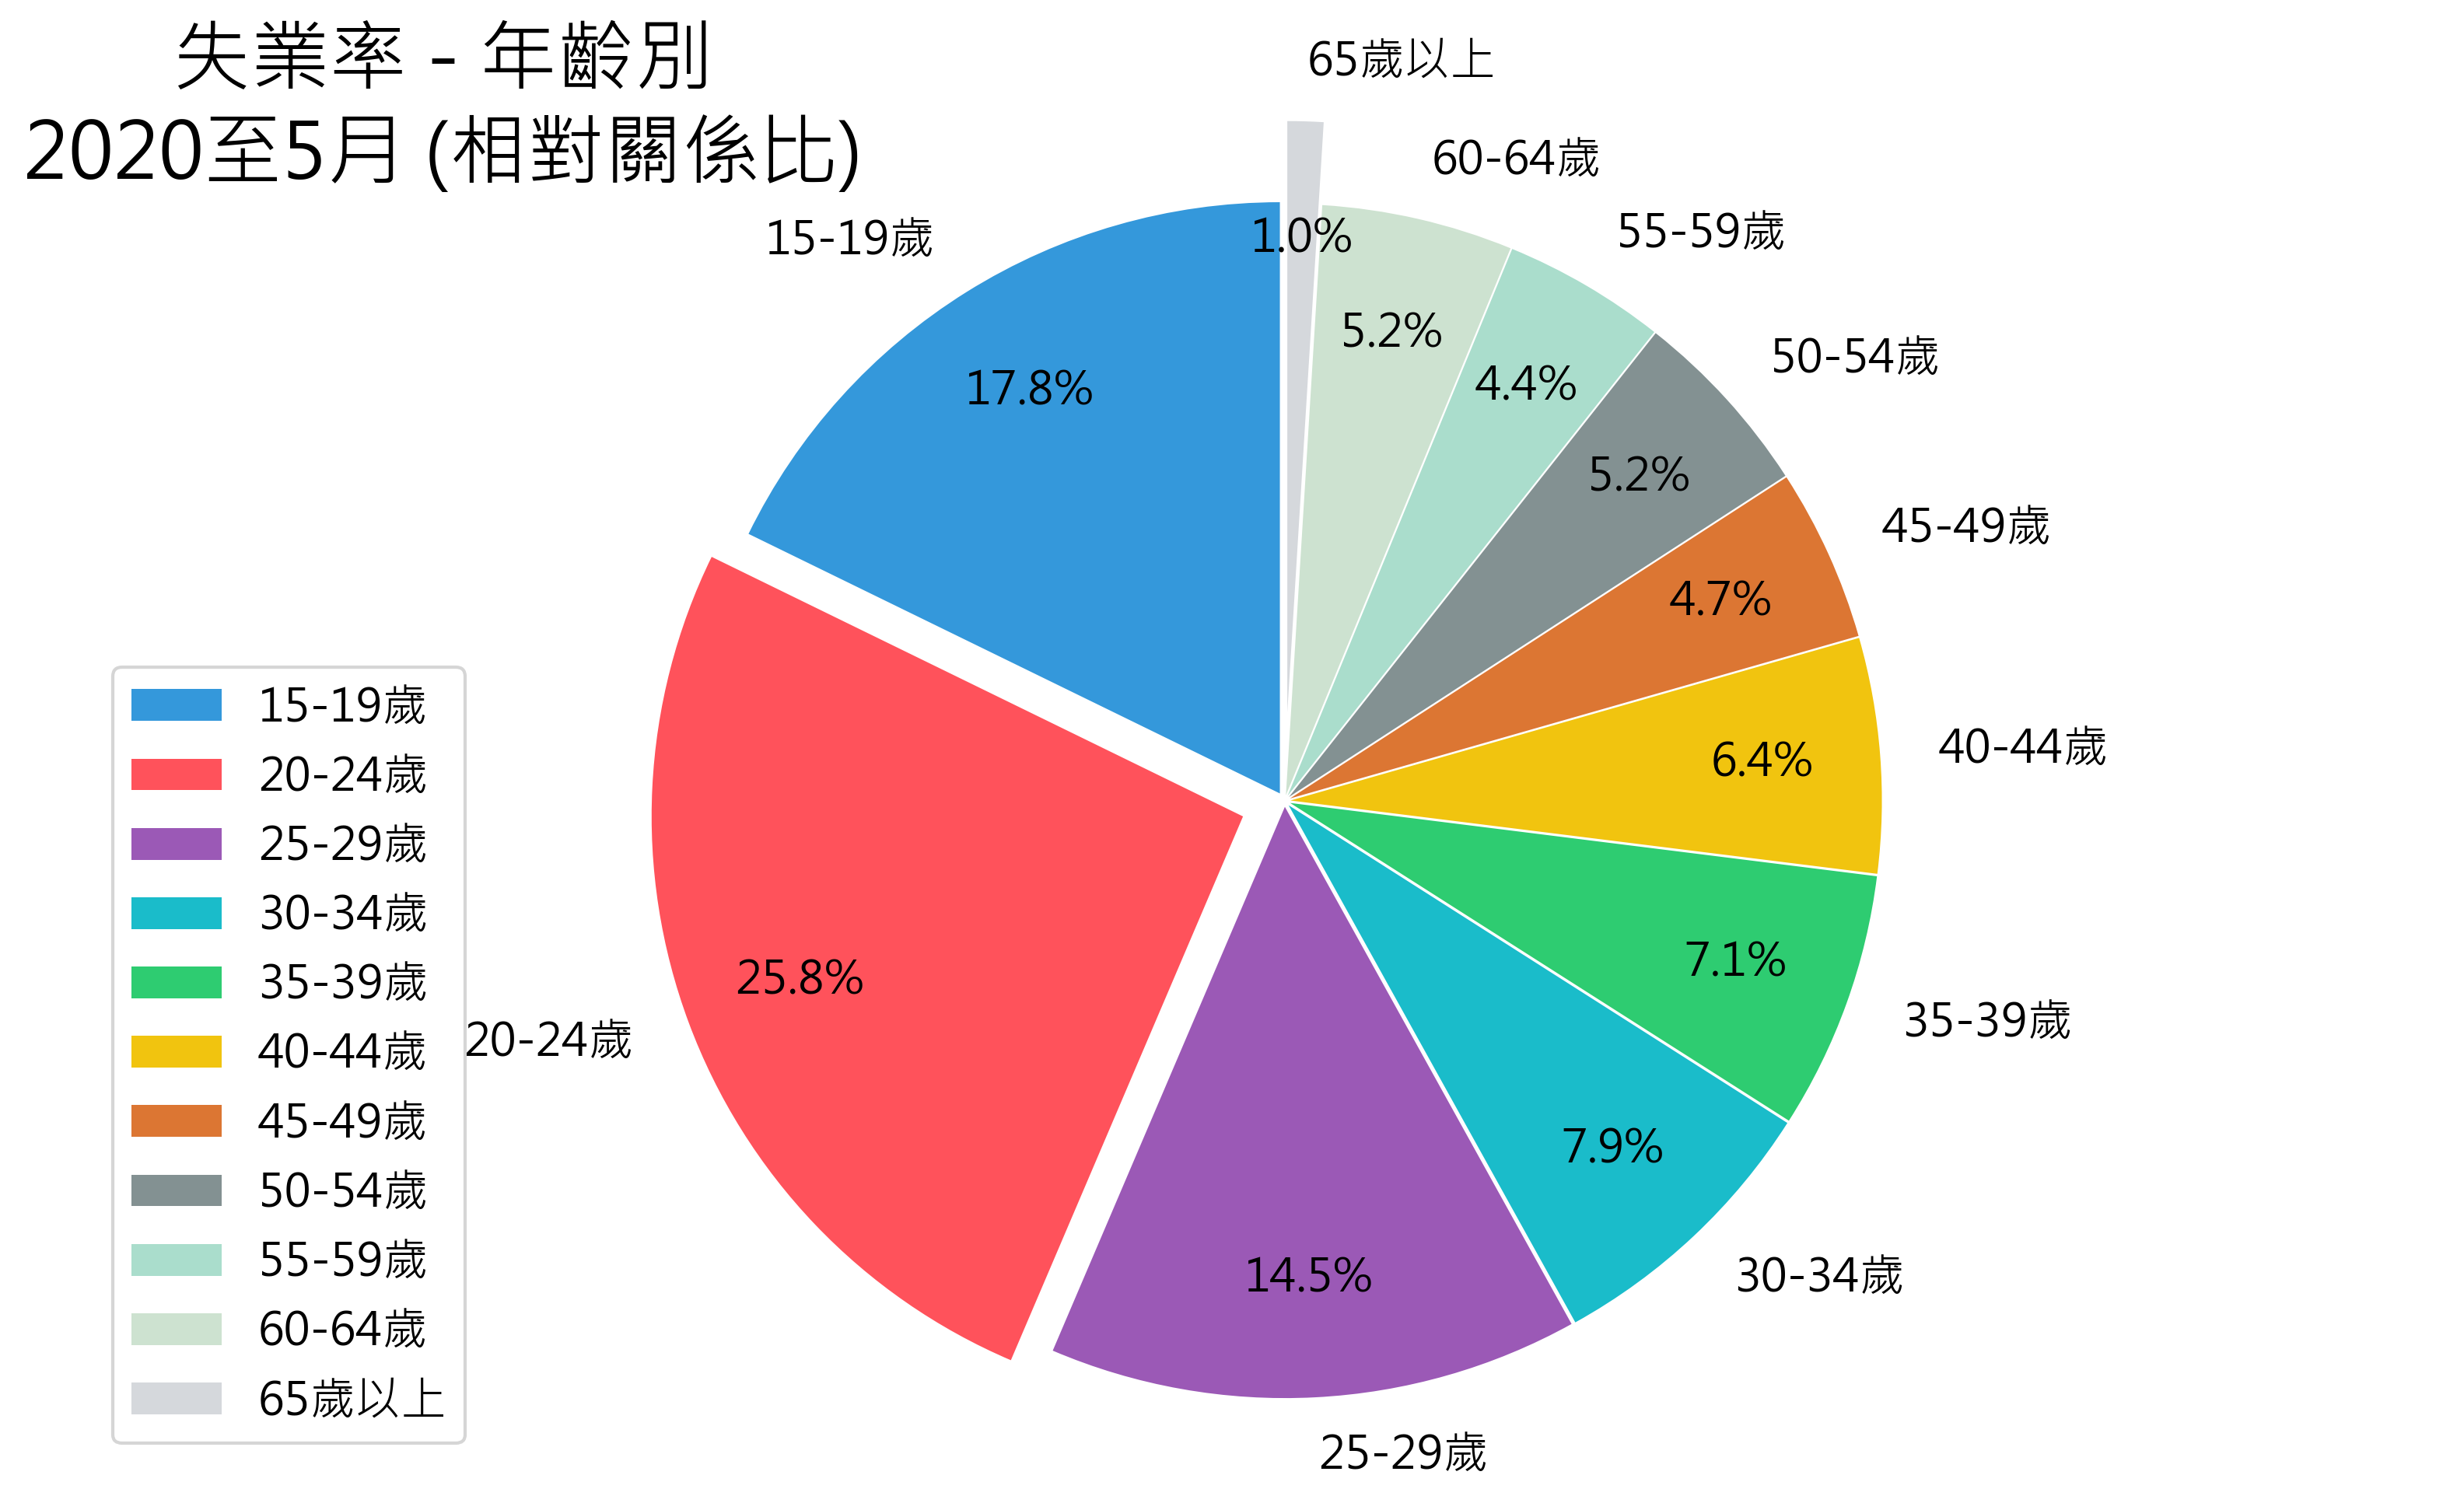 失業率 - 年齡別
2020至5月 (相對關係比)
65歲以上
60-64歲
55-59歲
50-54歲
45-49歲
40-44歲
35-39歲
30-34歲
25-29歲
20-24歲
15-19歲
1.0%
5.2%
4.4%
5.2%
4.7%
6.4%
7.1%
7.9%
14.5%
25.8%
17.8%
15-19歲
20-24歲
25-29歲
30-34歲
35-39歲
40-44歲
45-49歲
50-54歲
55-59歲
60-64歲
65歲以上